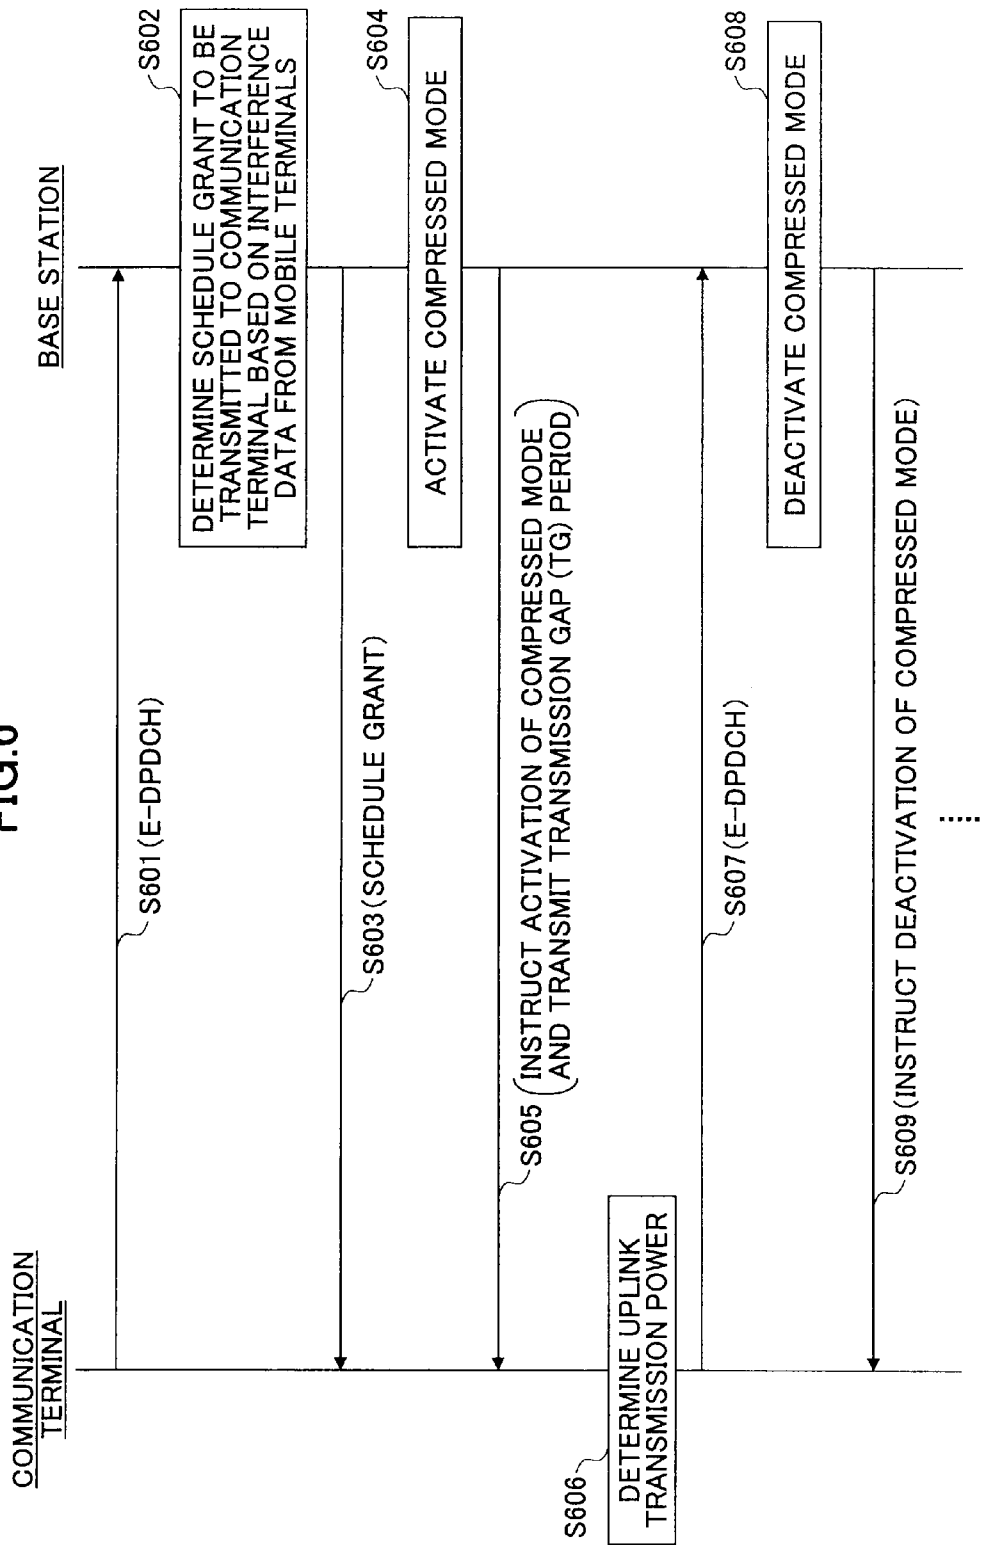 FIG.6
COMMUNICATION
TERMINAL
BASE STATION
S601(E-DPDCH)
S602
DETERMINE SCHEDULE GRANT TO BE
TRANSMITTED TO COMMUNICATION
TERMINAL BASED ON INTERFERENCE
DATA FROM MOBILE TERMINALS
S603(SCHEDULE GRANT)
S604
ACTIVATE COMPRESSED MODE
S605(INSTRUCT ACTIVATION OF COMPRESSED MODE
AND TRANSMIT TRANSMISSION GAP (TG) PERIOD)
S606
DETERMINE UPLINK
TRANSMISSION POWER
S607(E-DPDCH)
S608
DEACTIVATE COMPRESSED MODE
S609(INSTRUCT DEACTIVATION OF COMPRESSED MODE)